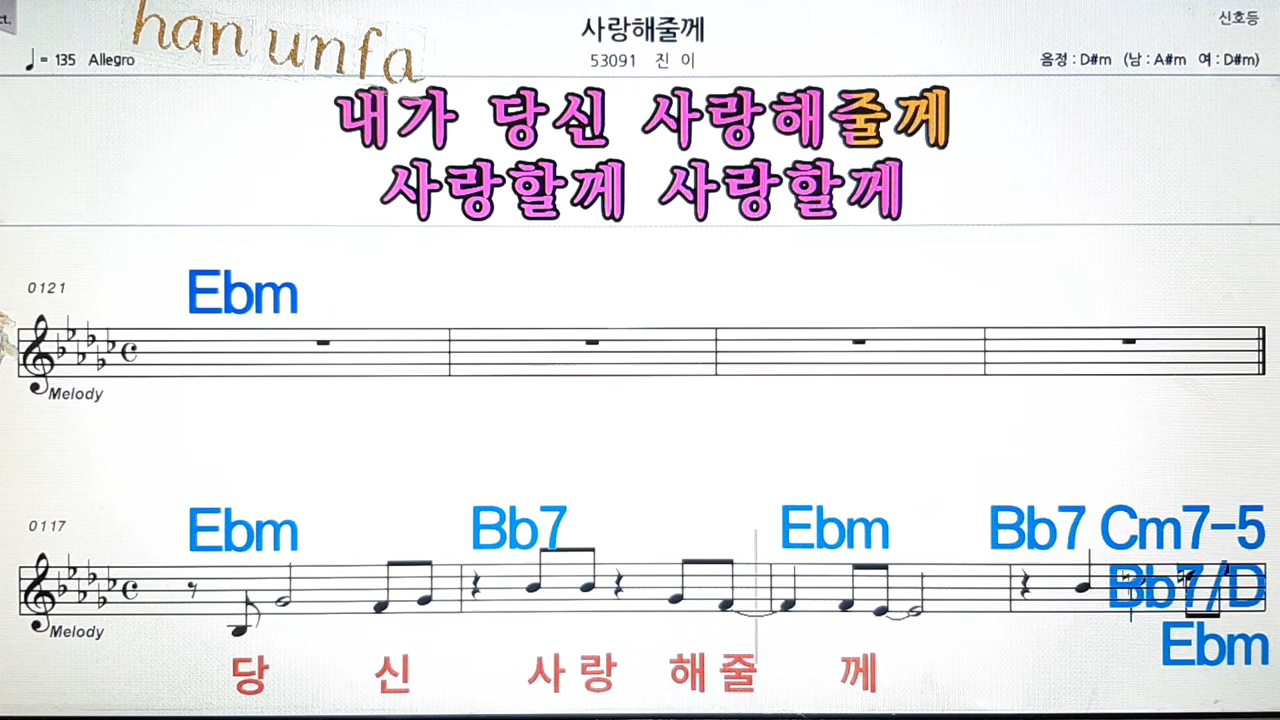 ct.
han unfa
사랑해줄께
신호등
♩= 135 Allegro
53091 진 이
음정 : D#m (남 : A#m 여 : D#m)
내가 당신 사랑해줄께
사랑할께 사랑할께
0121
Ebm
Melody
0117
Ebm Bb7 Ebm Bb7 Cm7-5
Bb7/D
Ebm
Melody
당 신 사 랑 해 줄 께